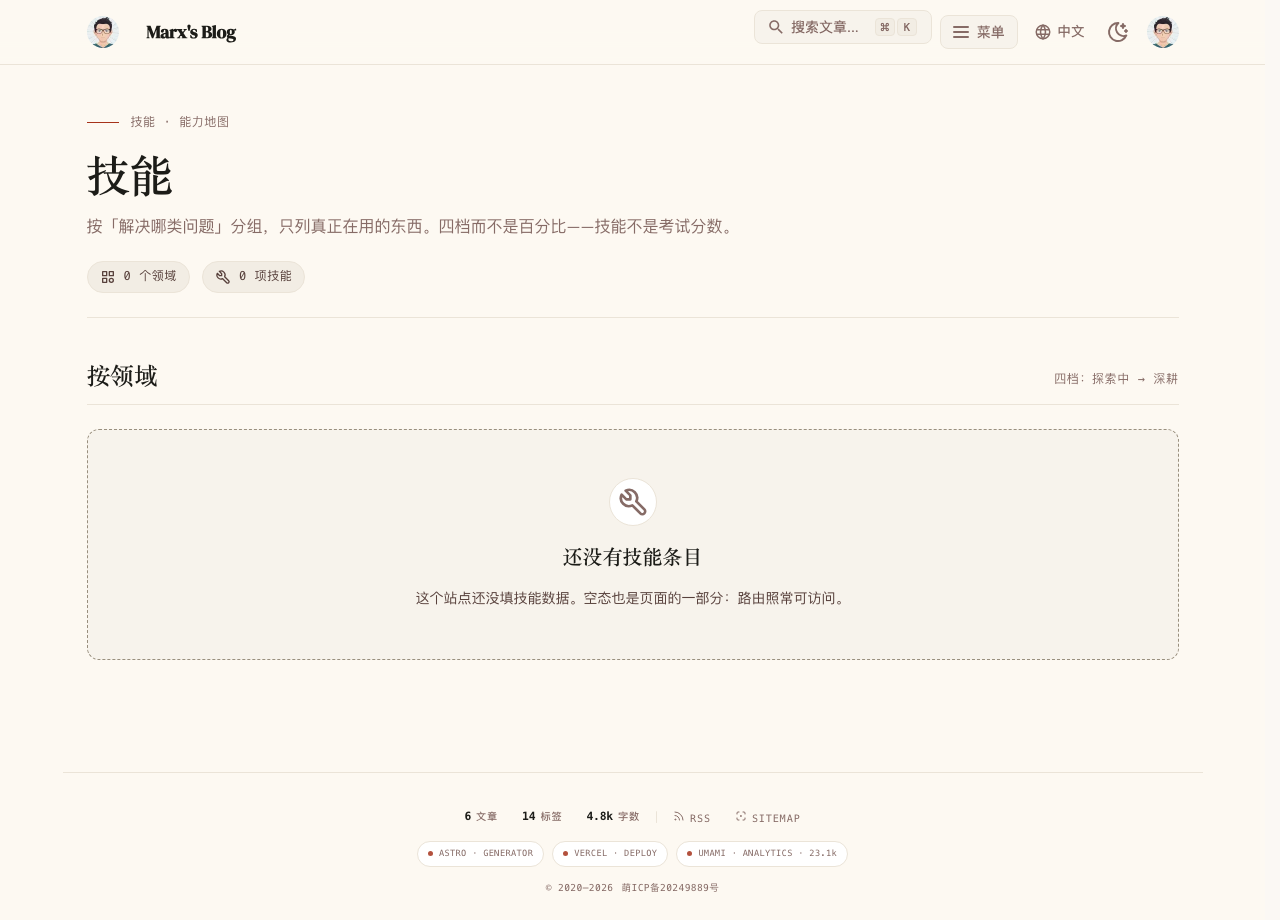 Marx's Blog
搜索文章... ⌘ K
菜单
中文
技能 · 能力地图
技能
按「解决哪类问题」分组，只列真正在用的东西。四档而不是百分比——技能不是考试分数。
0 个领域
0 项技能
按领域
四档：探索中 → 深耕
还没有技能条目
这个站点还没填技能数据。空态也是页面的一部分：路由照常可访问。
6 文章 14 标签 4.8k 字数 RSS SITEMAP
ASTRO · GENERATOR VERCEL · DEPLOY UMAMI · ANALYTICS · 23.1k
© 2020—2026 萌ICP备20249889号